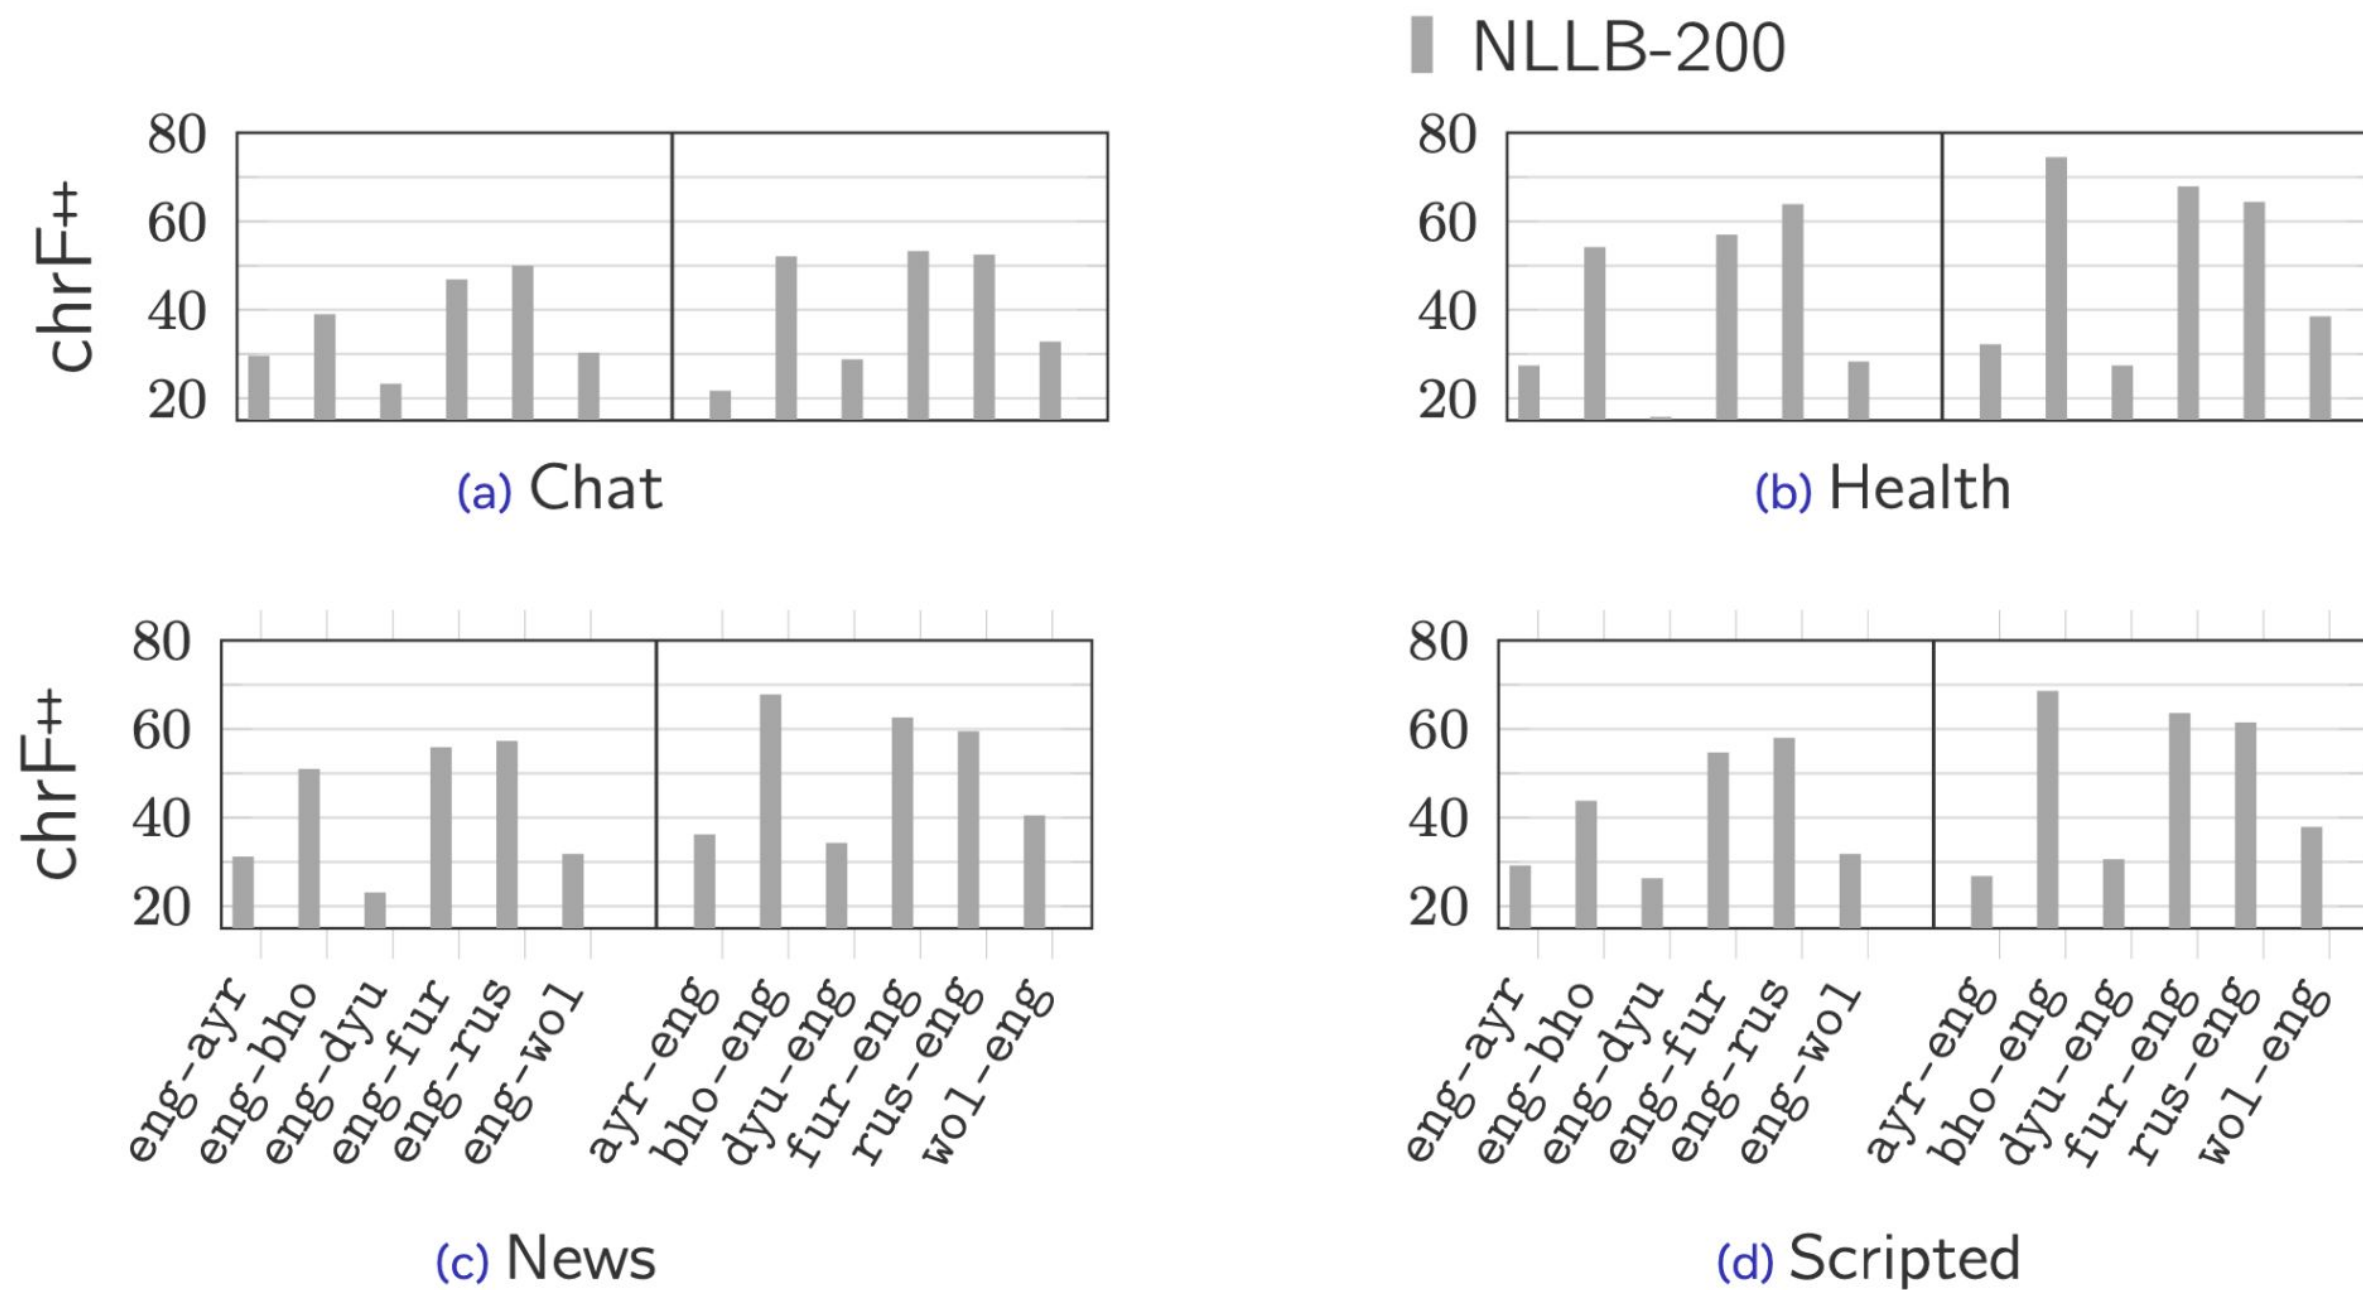 NLLB-200
chrF‡
80
60
40
20
(a) Chat
80
60
40
20
(b) Health
chrF‡
80
60
40
20
eng-ayr
eng-bho
eng-dyu
eng-fur
eng-rus
eng-wol
ayr-eng
bho-eng
dyu-eng
fur-eng
rus-eng
wol-eng
(c) News
80
60
40
20
eng-ayr
eng-bho
eng-dyu
eng-fur
eng-rus
eng-wol
ayr-eng
bho-eng
dyu-eng
fur-eng
rus-eng
wol-eng
(d) Scripted